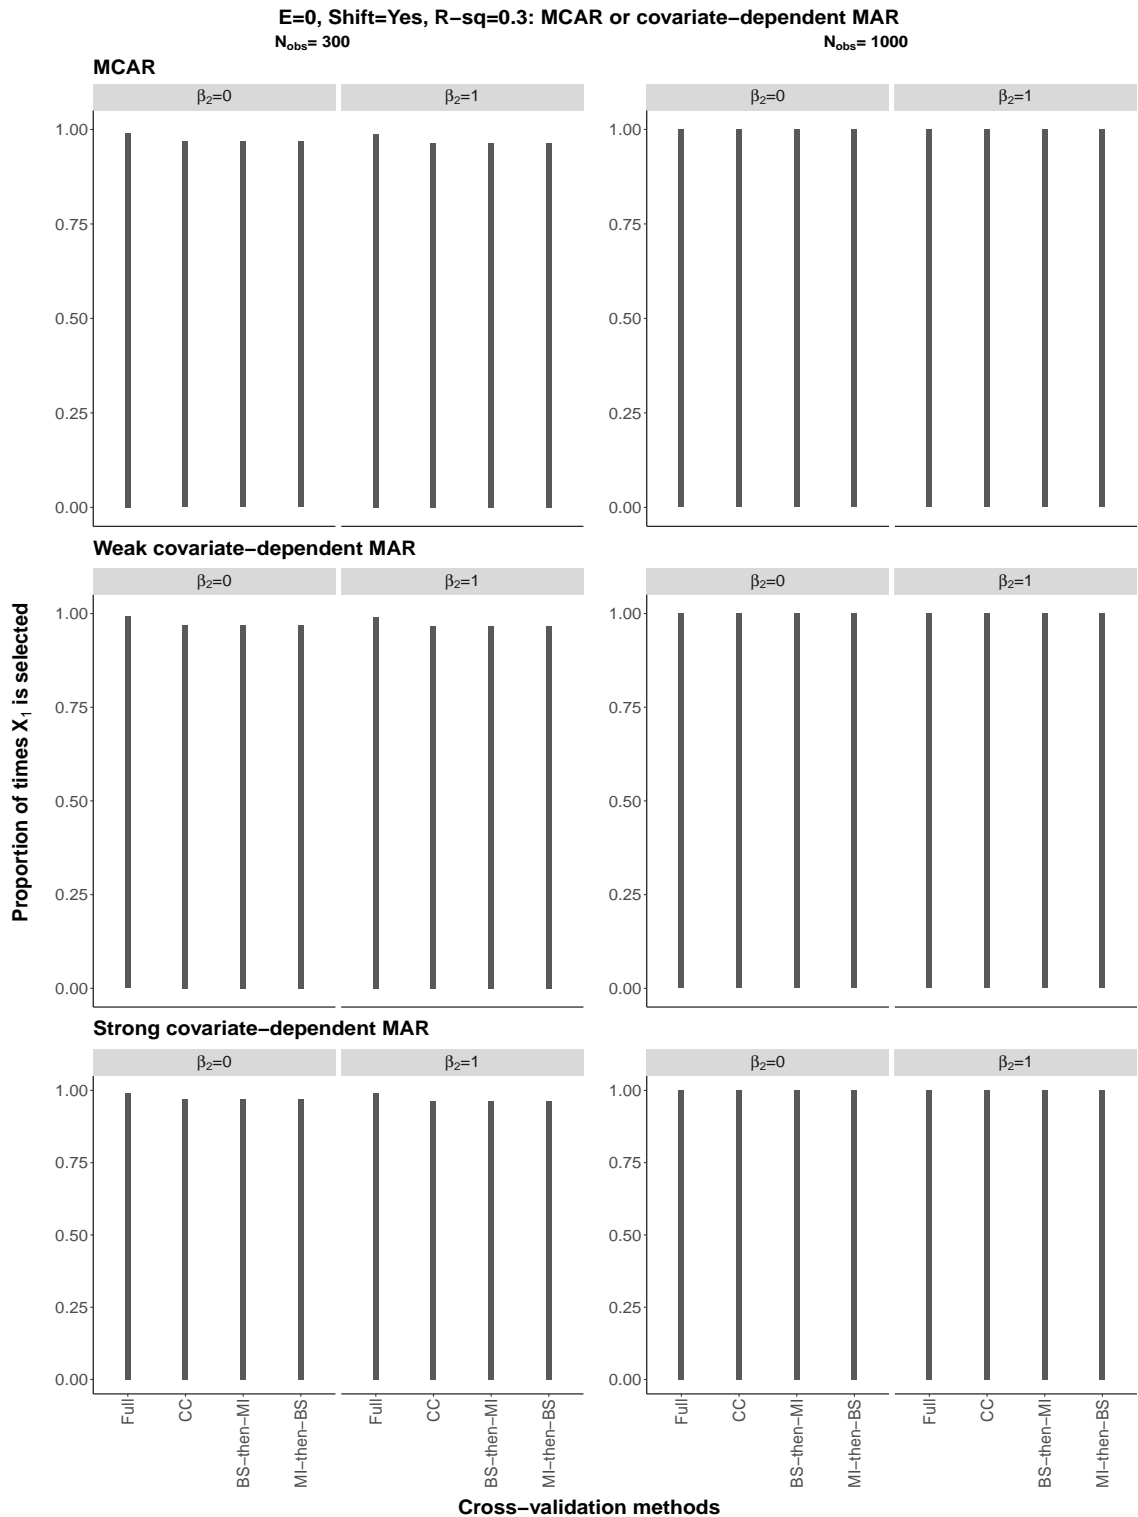 E=0, Shift=Yes, R−sq=0.3: MCAR or covariate−dependent MAR
Nobs= 300
Nobs= 1000
MCAR
β2=0 β2=1 β2=0 β2=1
1.00 1.00
0.75 0.75
0.50 0.50
0.25 0.25
0.00 0.00
Weak covariate−dependent MAR
β2=0 β2=1 β2=0 β2=1
1.00 1.00
0.75 0.75
0.50 0.50
0.25 0.25
0.00 0.00
Strong covariate−dependent MAR
β2=0 β2=1 β2=0 β2=1
1.00 1.00
0.75 0.75
0.50 0.50
0.25 0.25
0.00 0.00
Proportion of times X1 is selected
Full
CC
BS−then−MI
MI−then−BS
Full
CC
BS−then−MI
MI−then−BS
Full
CC
BS−then−MI
MI−then−BS
Full
CC
BS−then−MI
MI−then−BS
Cross−validation methods